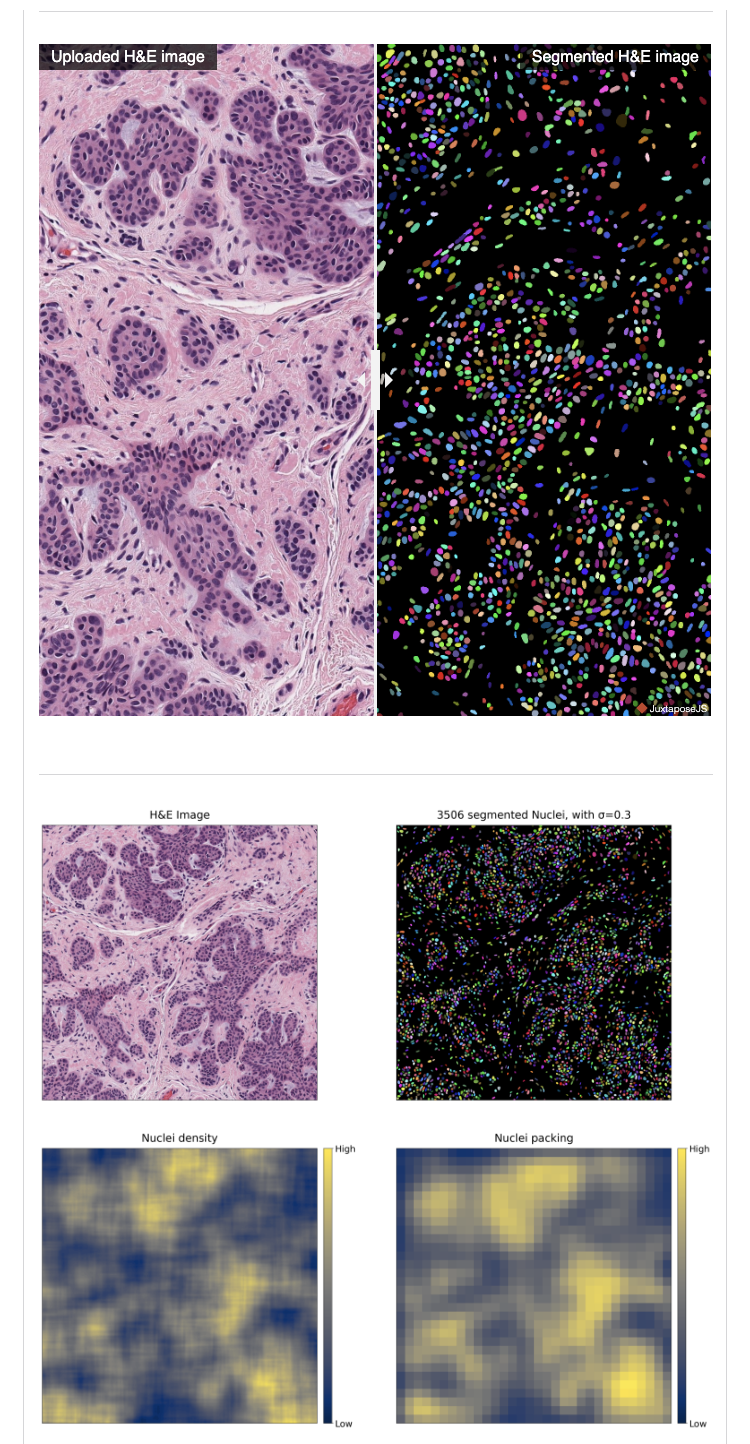 Uploaded H&E image
Segmented H&E image
JuxtaposeJS
H&E Image
3506 segmented Nuclei, with σ=0.3
Nuclei density
High
Low
Nuclei packing
High
Low